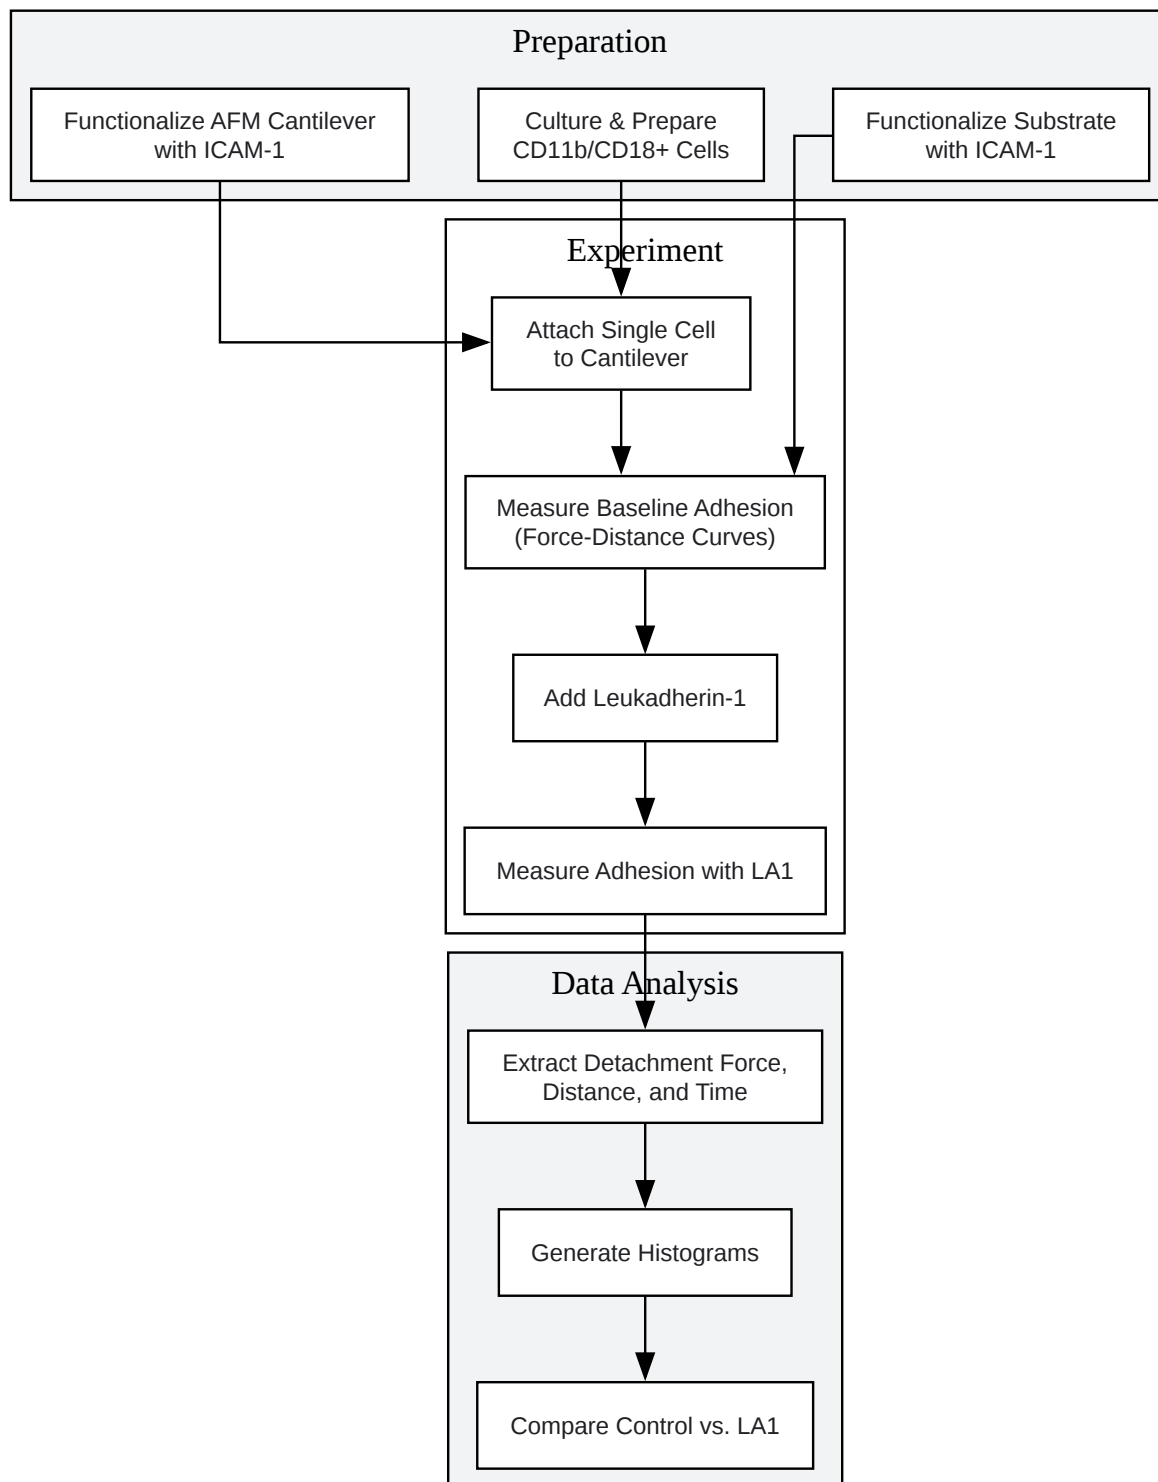 Preparation
Functionalize AFM Cantilever
with ICAM-1
Culture & Prepare
CD11b/CD18+ Cells
Functionalize Substrate
with ICAM-1
Experiment
Attach Single Cell
to Cantilever
Measure Baseline Adhesion
(Force-Distance Curves)
Add Leukadherin-1
Measure Adhesion with LA1
Data Analysis
Extract Detachment Force,
Distance, and Time
Generate Histograms
Compare Control vs. LA1